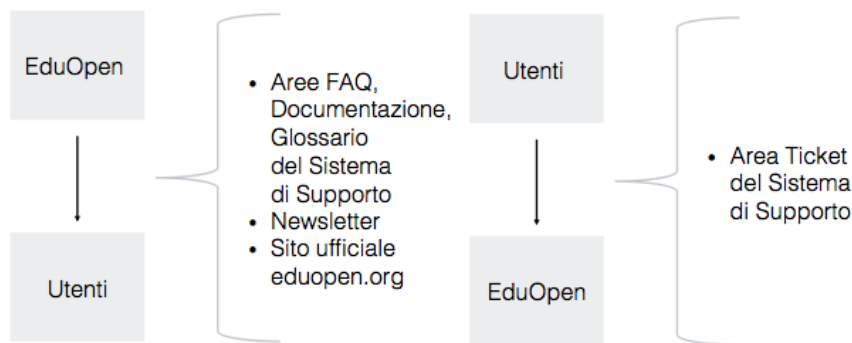 EduOpen
Utenti
• Aree FAQ,
Documentazione,
Glossario
del Sistema
di Supporto
• Newsletter
• Sito ufficiale
eduopen.org
Utenti
EduOpen
• Area Ticket
del Sistema
di Supporto